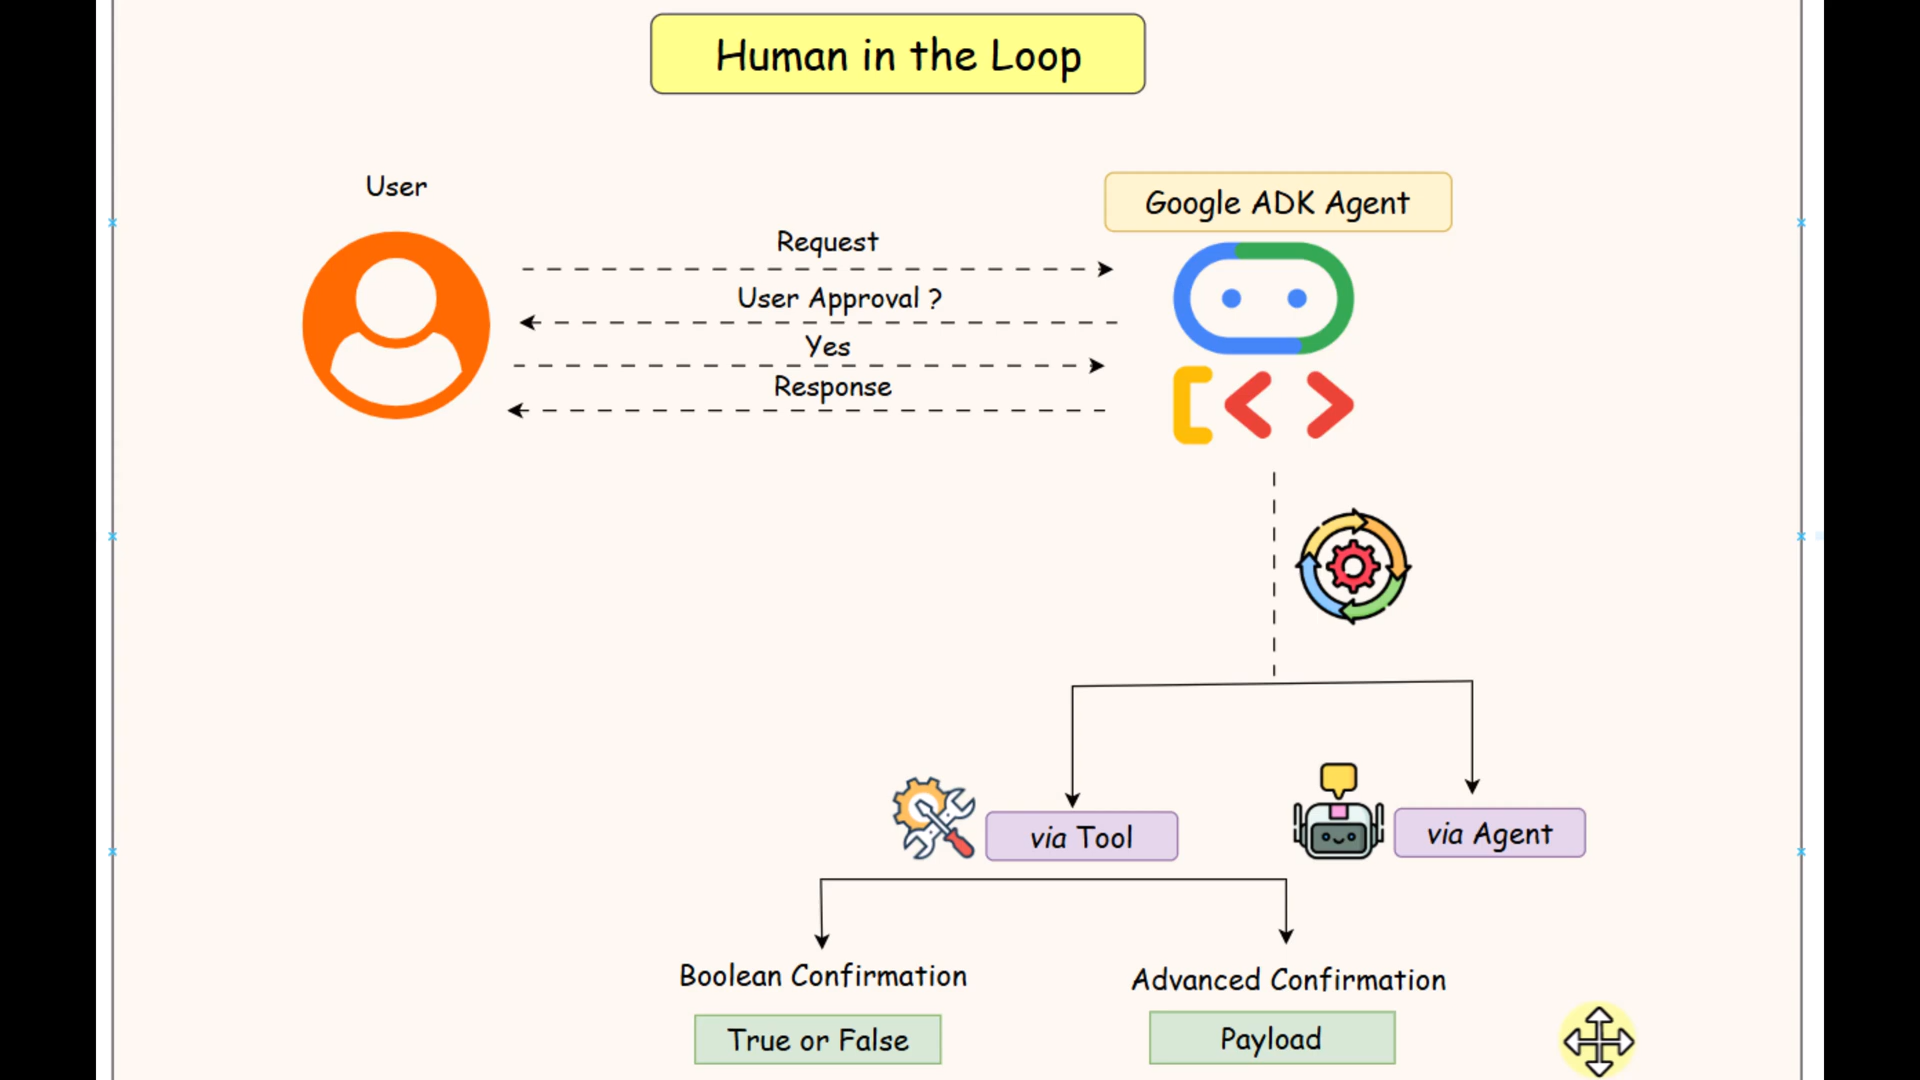 Human in the Loop
User
Google ADK Agent
Request
User Approval ?
Yes
Response
via Tool
via Agent
Boolean Confirmation
Advanced Confirmation
True or False
Payload